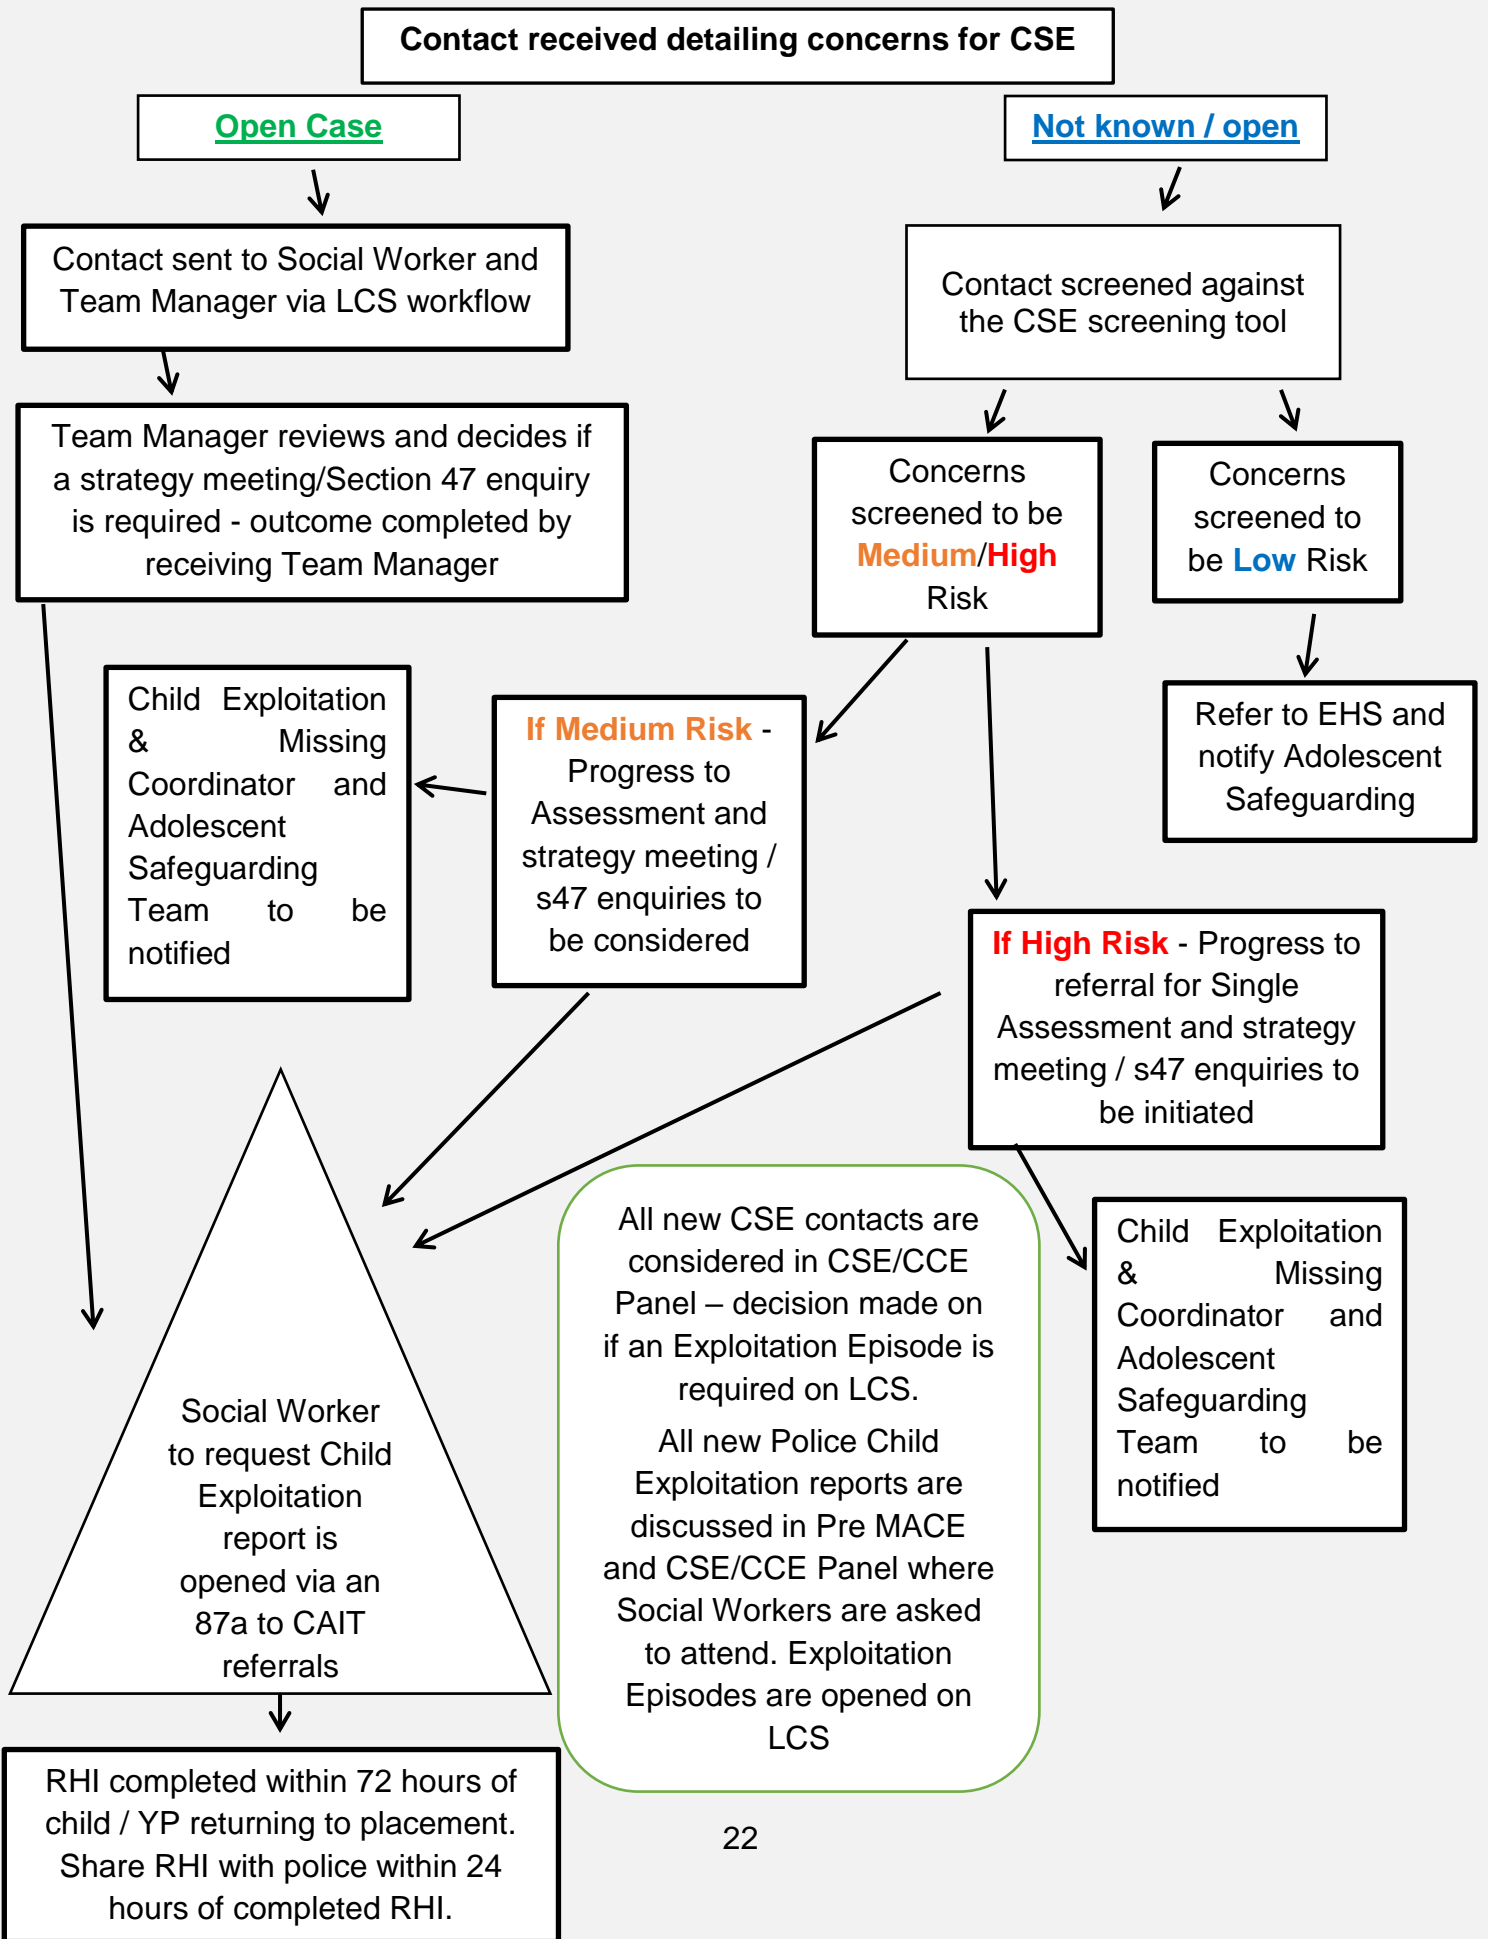 Contact received detailing concerns for CSE
Open Case
Not known / open
Contact sent to Social Worker and
Team Manager via LCS workflow
Contact screened against
the CSE screening tool
Team Manager reviews and decides if
a strategy meeting/Section 47 enquiry
is required - outcome completed by
receiving Team Manager
Concerns
screened to be
Medium/High
Risk
Concerns
screened to
be Low Risk
Child Exploitation
& Missing
Coordinator and
Adolescent
Safeguarding
Team to be
notified
If Medium Risk -
Progress to
Assessment and
strategy meeting /
s47 enquiries to
be considered
Refer to EHS and
notify Adolescent
Safeguarding
If High Risk - Progress to
referral for Single
Assessment and strategy
meeting / s47 enquiries to
be initiated
Child Exploitation
& Missing
Coordinator and
Adolescent
Safeguarding
Team to be
notified
All new CSE contacts are
considered in CSE/CCE
Panel – decision made on
if an Exploitation Episode is
required on LCS.
All new Police Child
Exploitation reports are
discussed in Pre MACE
and CSE/CCE Panel where
Social Workers are asked
to attend. Exploitation
Episodes are opened on
LCS
Social Worker
to request Child
Exploitation
report is
opened via an
87a to CAIT
referrals
RHI completed within 72 hours of
child / YP returning to placement.
Share RHI with police within 24
hours of completed RHI.
22